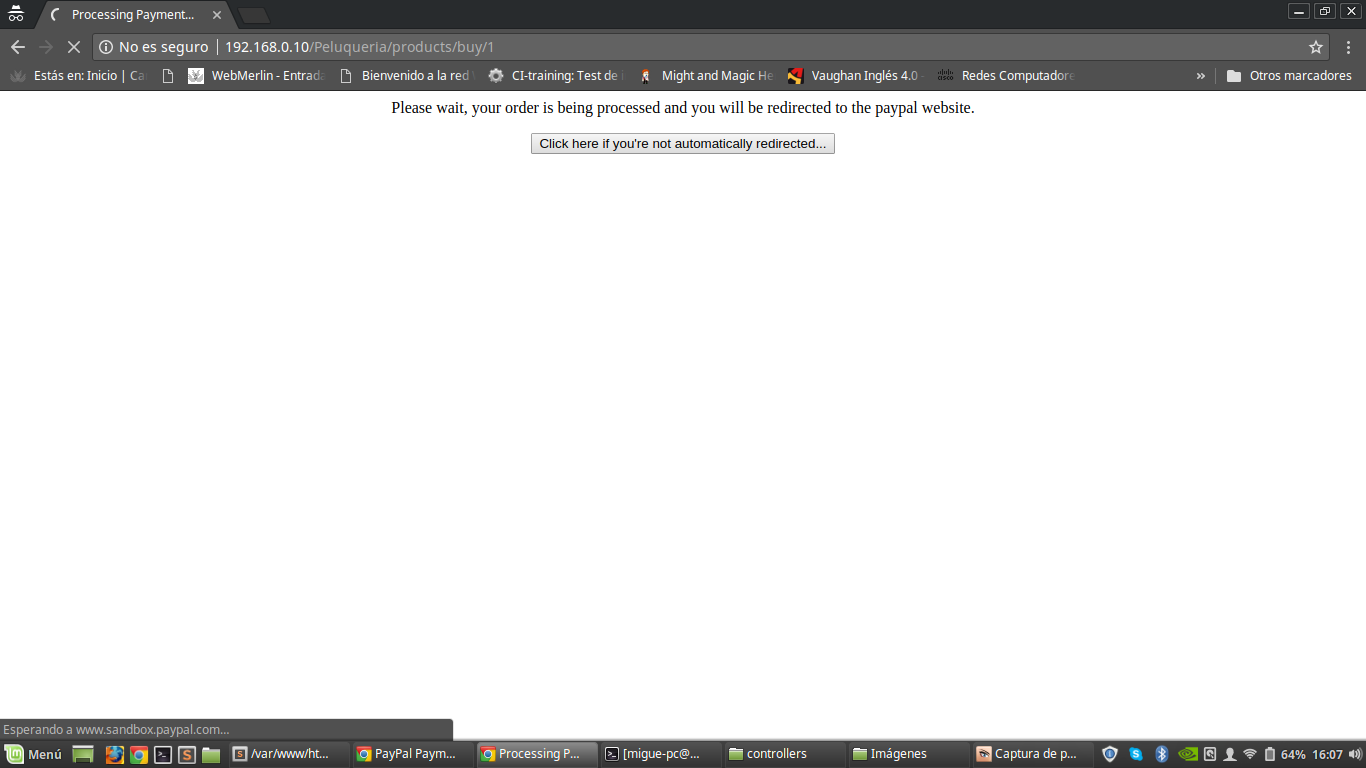 Processing Payment...
No es seguro 192.168.0.10/Peluqueria/products/buy/1
Estás en: Inicio | Ca WebMerlin - Entrada Bienvenido a la red CI-training: Test de Might and Magic He Vaughan Inglés 4.0 - Redes Computadore » Otros marcadores
Please wait, your order is being processed and you will be redirected to the paypal website.
Click here if you're not automatically redirected...
Esperando a www.sandbox.paypal.com...
Menú /var/www/ht... PayPal Paym... Processing P... [migue-pc@... controllers Imágenes Captura de p... 64% 16:07